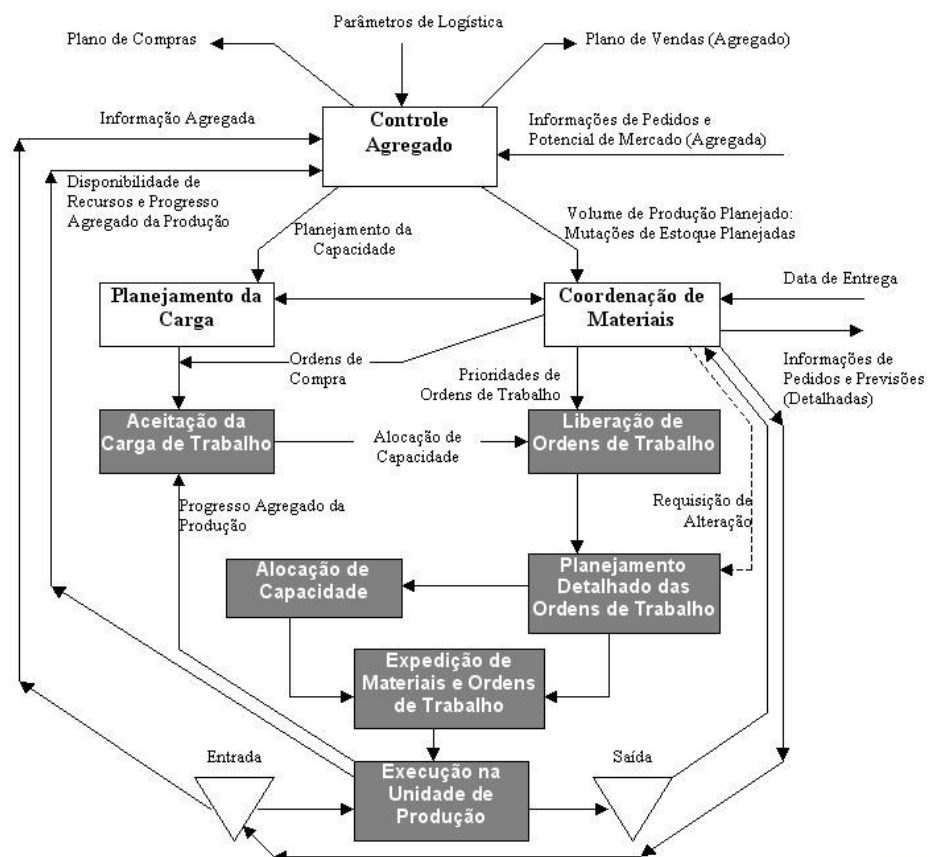 Parâmetros de Logística
Plano de Compras
Plano de Vendas (Agregado)
Controle
Agregado
Informação Agregada
Informações de Pedidos e
Potencial de Mercado (Agregada)
Disponibilidade de
Recursos e Progresso
Agregado da Produção
Planejamento da
Capacidade
Volume de Produção Planejado:
Mutações de Estoque Planejadas
Planejamento da
Carga
Coordenação de
Materiais
Data de Entrega
Ordens de
Compra
Informações de
Pedidos e Previsões
(Detalhadas)
Prioridades de
Ordens de Trabalho
Aceitação da
Carga de Trabalho
Alocação de
Capacidade
Liberação de
Ordens de Trabalho
Progresso Agregado da
Produção
Requisição de
Alteração
Alocação de
Capacidade
Planejamento
Detalhado das
Ordens de Trabalho
Expedição de
Materiais e Ordens
de Trabalho
Entrada
Saída
Execução na
Unidade de
Produção